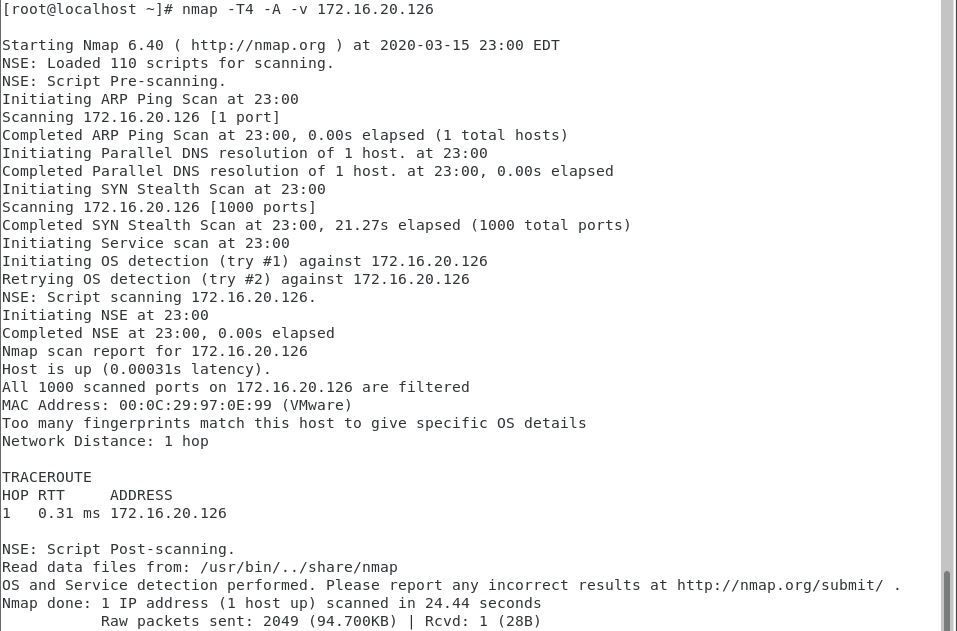 [root@localhost ~]# nmap -T4 -A -v 172.16.20.126
Starting Nmap 6.40 ( http://nmap.org ) at 2020-03-15 23:00 EDT
NSE: Loaded 110 scripts for scanning.
NSE: Script Pre-scanning.
Initiating ARP Ping Scan at 23:00
Scanning 172.16.20.126 [1 port]
Completed ARP Ping Scan at 23:00, 0.00s elapsed (1 total hosts)
Initiating Parallel DNS resolution of 1 host. at 23:00
Completed Parallel DNS resolution of 1 host. at 23:00, 0.00s elapsed
Initiating SYN Stealth Scan at 23:00
Scanning 172.16.20.126 [1000 ports]
Completed SYN Stealth Scan at 23:00, 21.27s elapsed (1000 total ports)
Initiating Service scan at 23:00
Initiating OS detection (try #1) against 172.16.20.126
Retrying OS detection (try #2) against 172.16.20.126
NSE: Script scanning 172.16.20.126.
Initiating NSE at 23:00
Completed NSE at 23:00, 0.00s elapsed
Nmap scan report for 172.16.20.126
Host is up (0.00031s latency).
All 1000 scanned ports on 172.16.20.126 are filtered
MAC Address: 00:0C:29:97:0E:99 (VMware)
Too many fingerprints match this host to give specific OS details
Network Distance: 1 hop
TRACEROUTE
HOP RTT     ADDRESS
1   0.31 ms 172.16.20.126
NSE: Script Post-scanning.
Read data files from: /usr/bin/../share/nmap
OS and Service detection performed. Please report any incorrect results at http://nmap.org/submit/ .
Nmap done: 1 IP address (1 host up) scanned in 24.44 seconds
           Raw packets sent: 2049 (94.700KB) | Rcvd: 1 (28B)